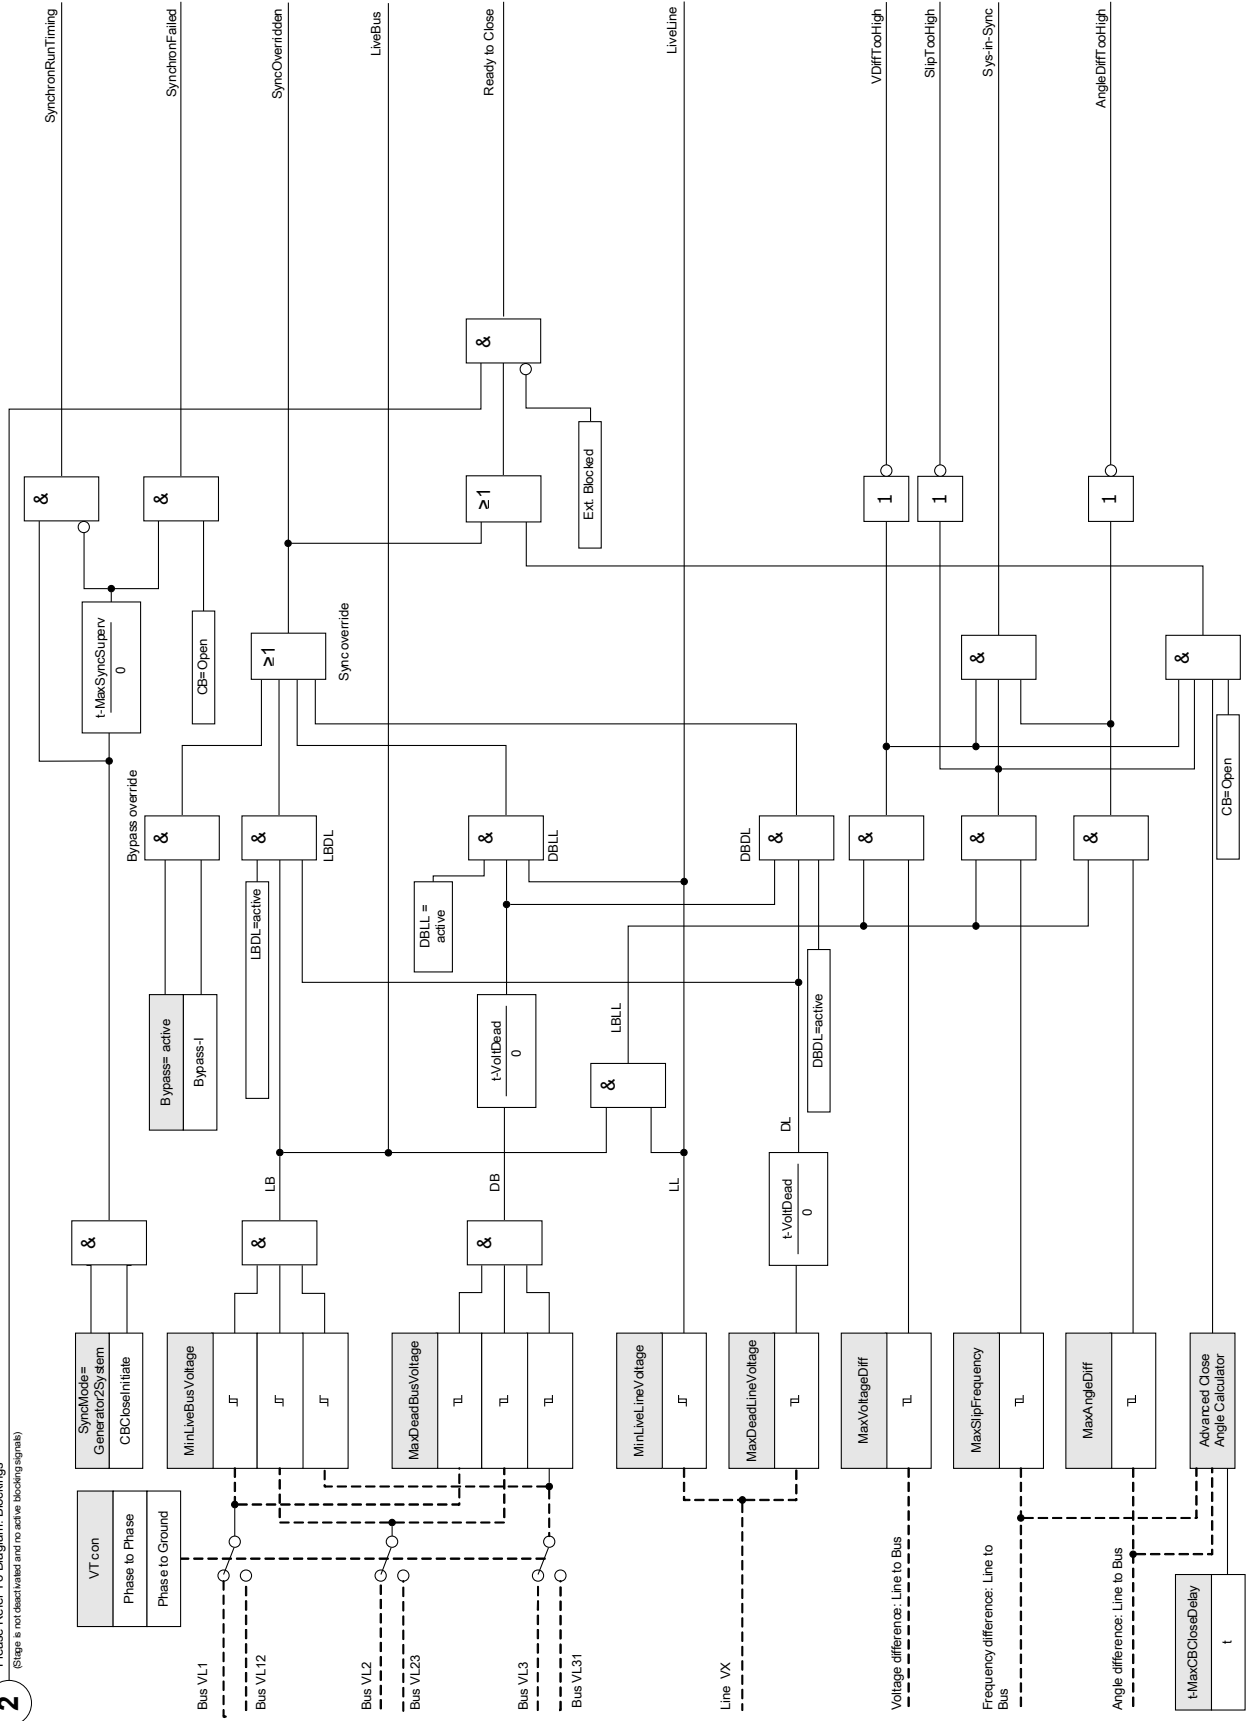 2
Please Refer To Diagram: Blockings
(Stage is not deactivated and no active blocking signals)
VT con
Phase to Phase
Phase to Ground
Bus VL1
Bus VL12
Bus VL2
Bus VL23
Bus VL3
Bus VL31
Line VX
Voltage difference: Line to Bus
Frequency difference: Line to
Bus
Angle difference: Line to Bus
t-MaxCBCloseDelay
t
SyncMode=
Generator2System
CBCloseInitiate
MinLiveBusVoltage
MaxDeadBusVoltage
MinLiveLineVoltage
MaxDeadLineVoltage
MaxVoltageDiff
MaxSlipFrequency
MaxAngleDiff
Advanced Close
Angle Calculator
&
&
&
LB
DB
LL
t-VoltDead
0
DL
Bypass= active
Bypass-I
LBDL=active
t-VoltDead
0
&
LBLL
DBLL =
active
DBDL=active
Bypass override
&
&
LBDL
&
DBLL
DBDL
&
&
&
&
CB=Open
t-MaxSyncSuperv
0
CB=Open
≥1
Sync override
&
&
&
&
≥1
Ext. Blocked
1
1
1
&
SynchronRunTiming
SynchronFailed
SyncOverridden
LiveBus
Ready to Close
LiveLine
VDiffTooHigh
SlipTooHigh
Sys-in-Sync
AngleDiffTooHigh